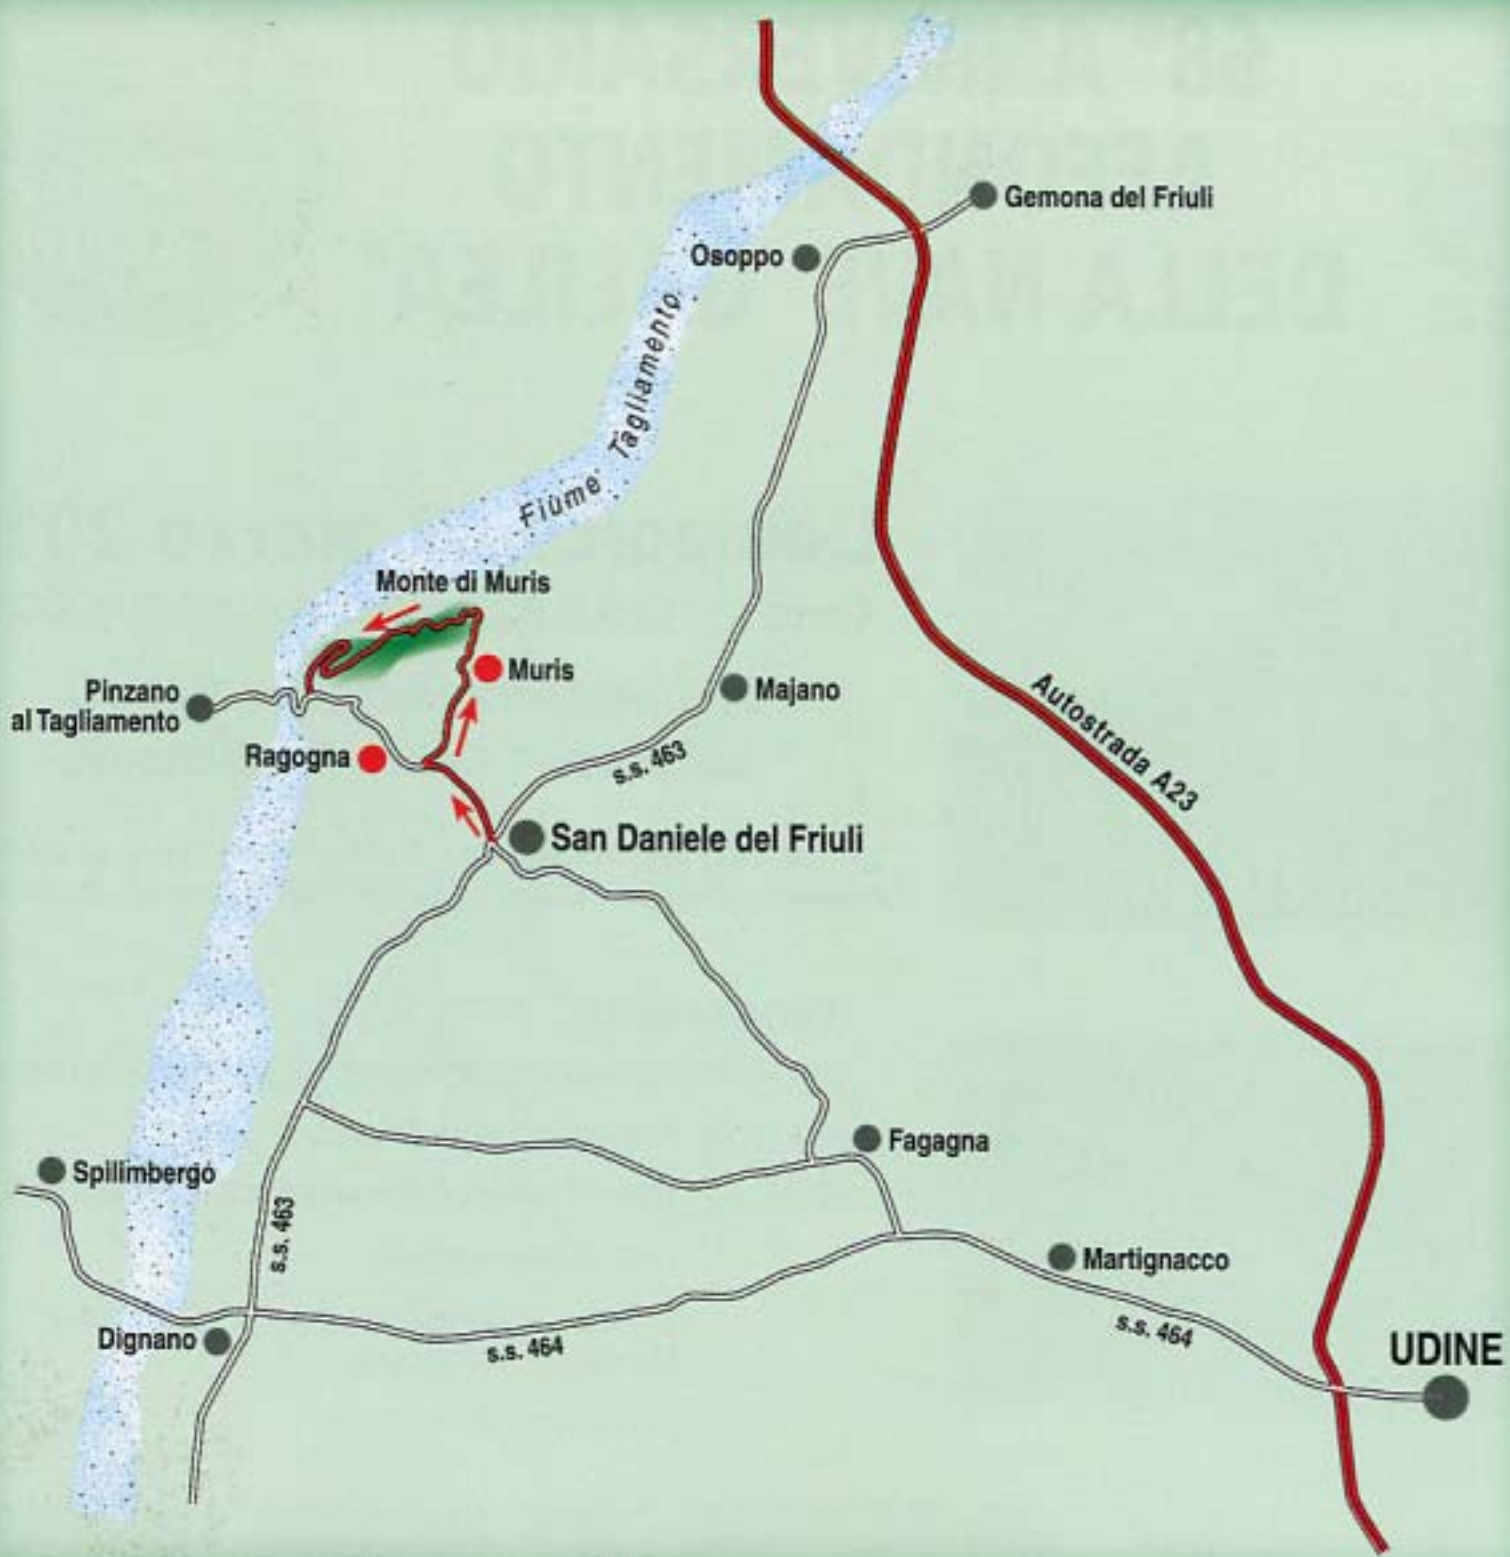 Gemona del Friuli
Osoppo
Fiume Tagliamento
Monte di Muris
Muris
Pinzano
al Tagliamento
Majano
Autostrada A23
Ragogna
s.s. 463
San Daniele del Friuli
Fagagna
Spilimbergo
s.s. 463
Martignacco
Dignano
s.s. 464
s.s. 464
UDINE